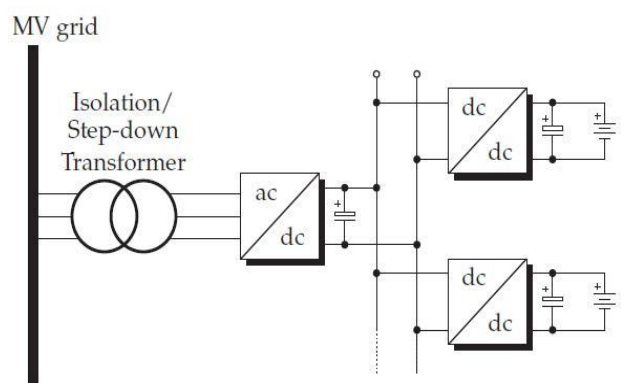 MV grid
Isolation/
Step-down
Transformer
ac
dc
+
dc
dc
+
+
dc
dc
+
+